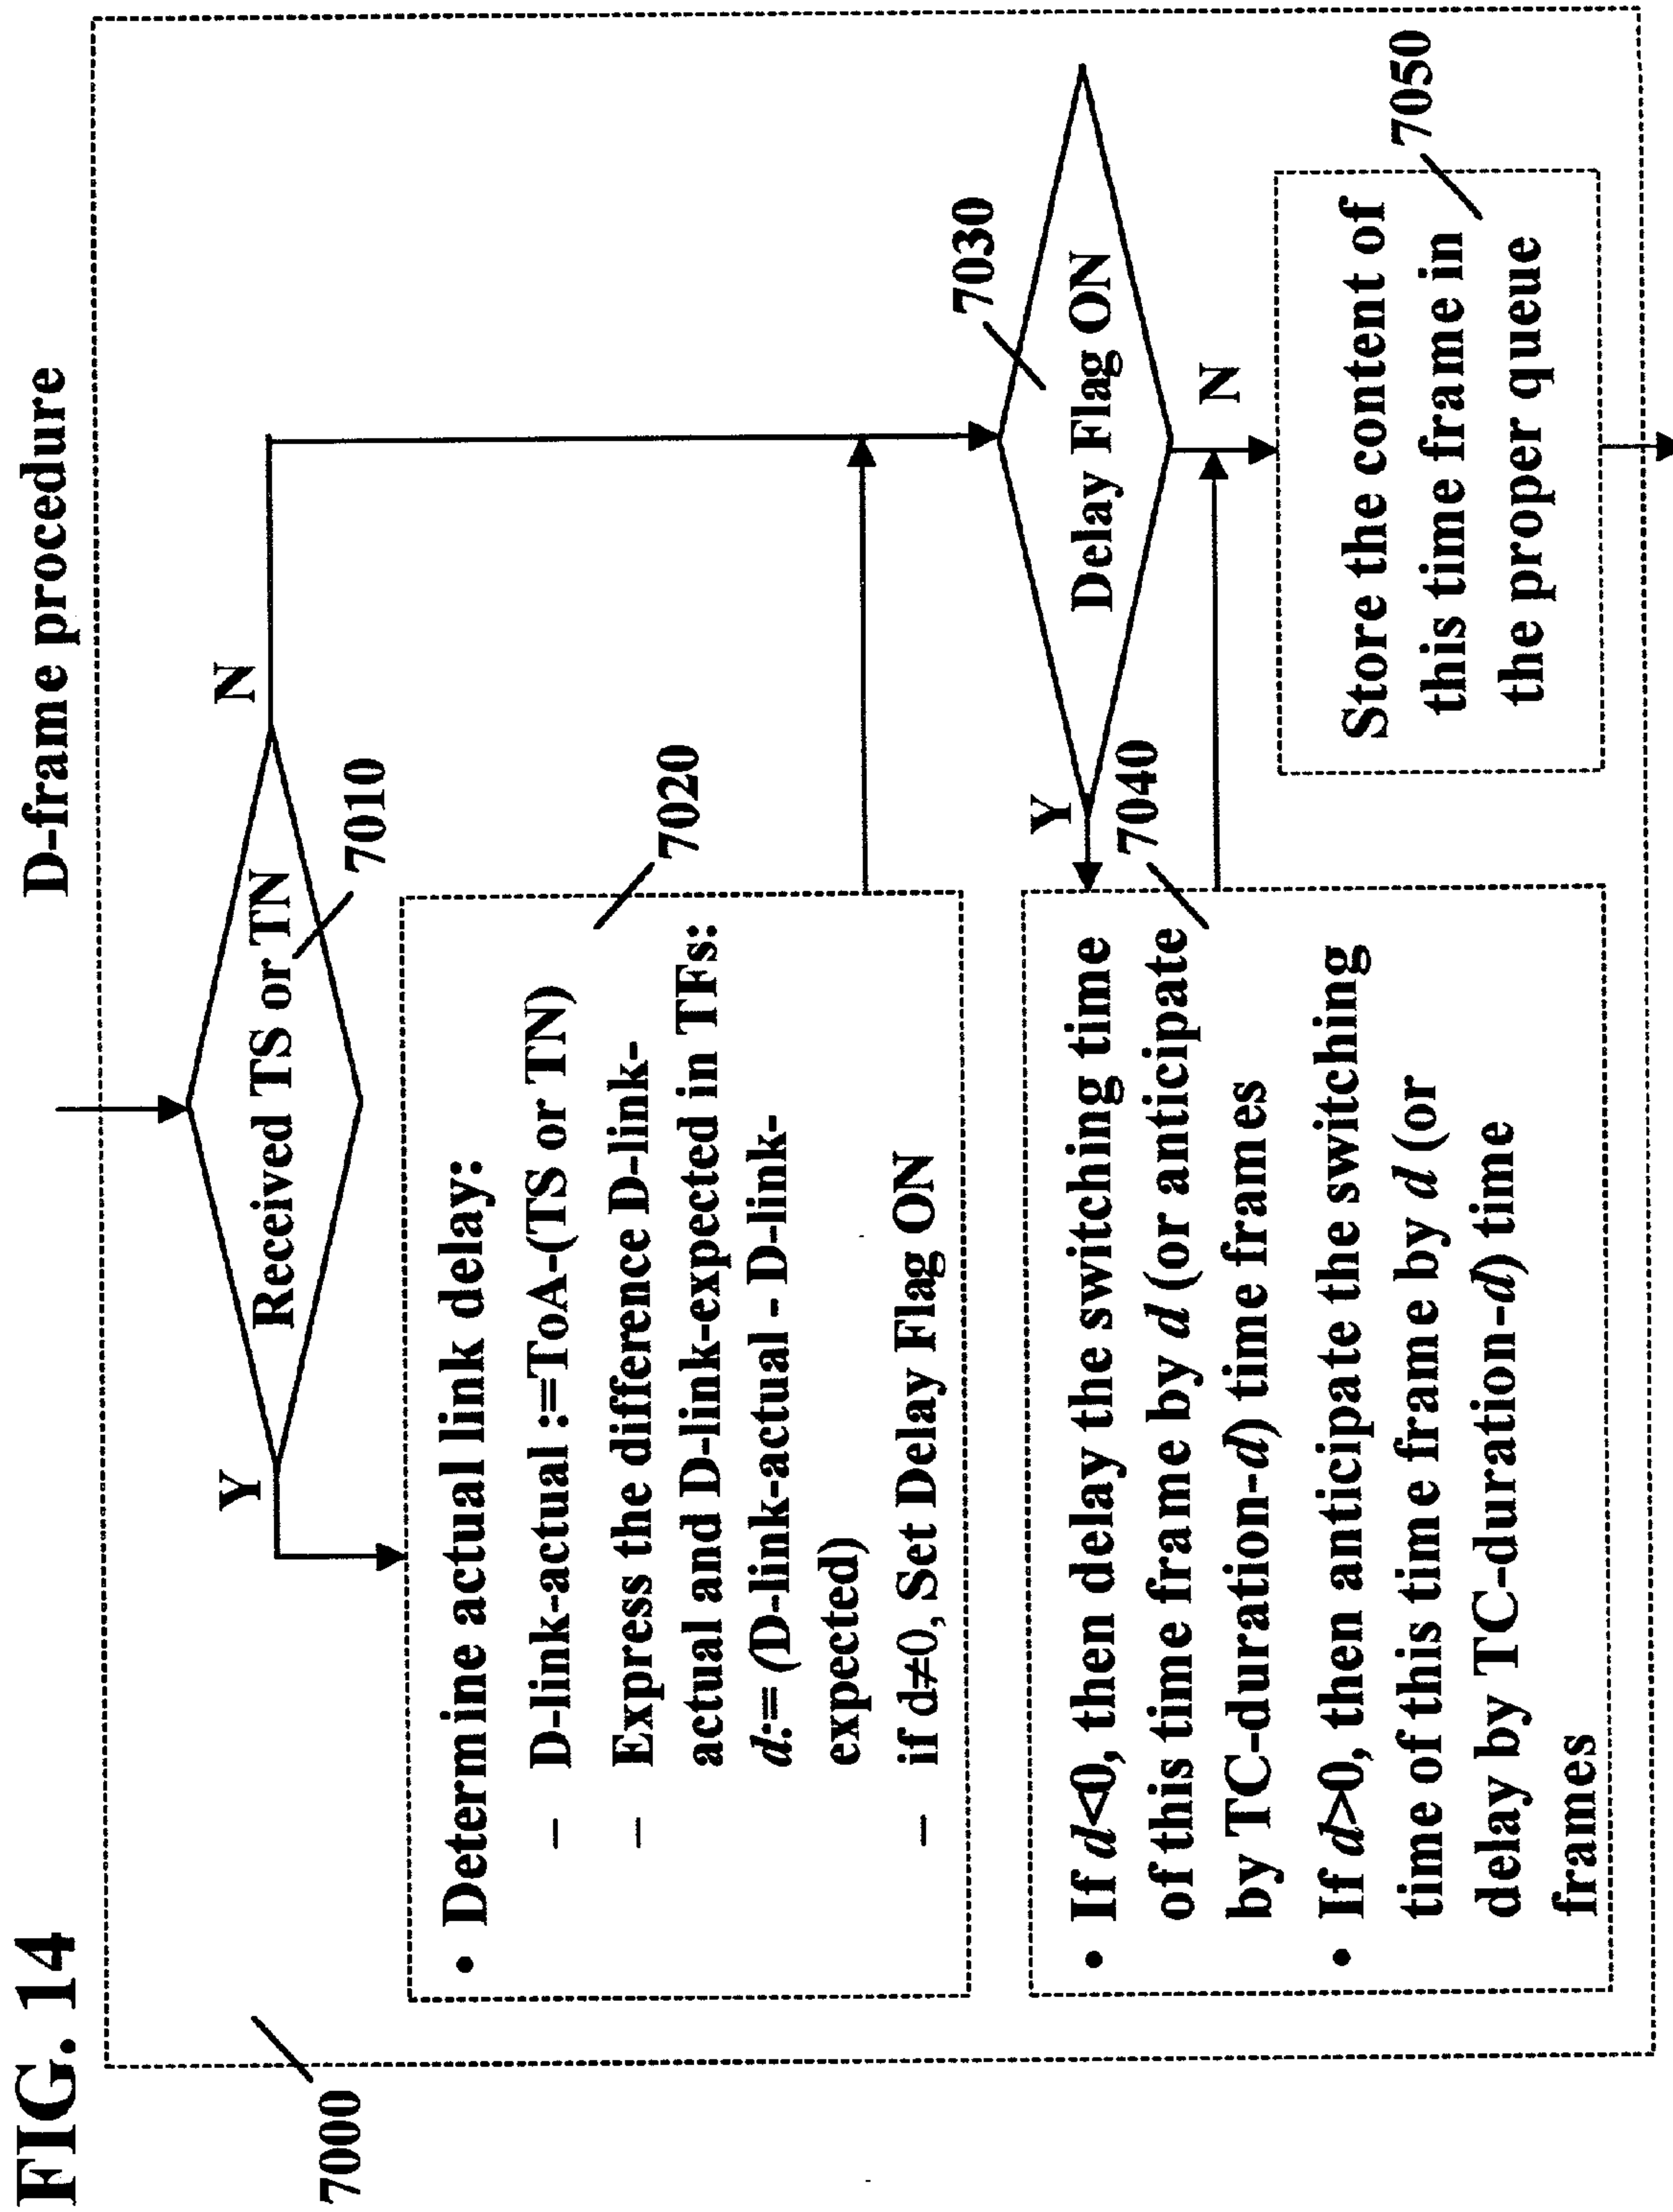 FIG. 14
D-frame procedure
7000
Received TS or TN
7010
Y
N
• Determine actual link delay:
– D-link-actual :=ToA-(TS or TN)
– Express the difference D-link-
actual and D-link-expected in TFs:
d:= (D-link-actual - D-link-
expected)
– if d≠0, Set Delay Flag ON
7020
Delay Flag ON
7030
Y
N
7040
• If d<0, then delay the switching time
of this time frame by d (or anticipate
by TC-duration-d) time frames
• If d>0, then anticipate the switching
time of this time frame by d (or
delay by TC-duration-d) time
frames
Store the content of
this time frame in
the proper queue
7050